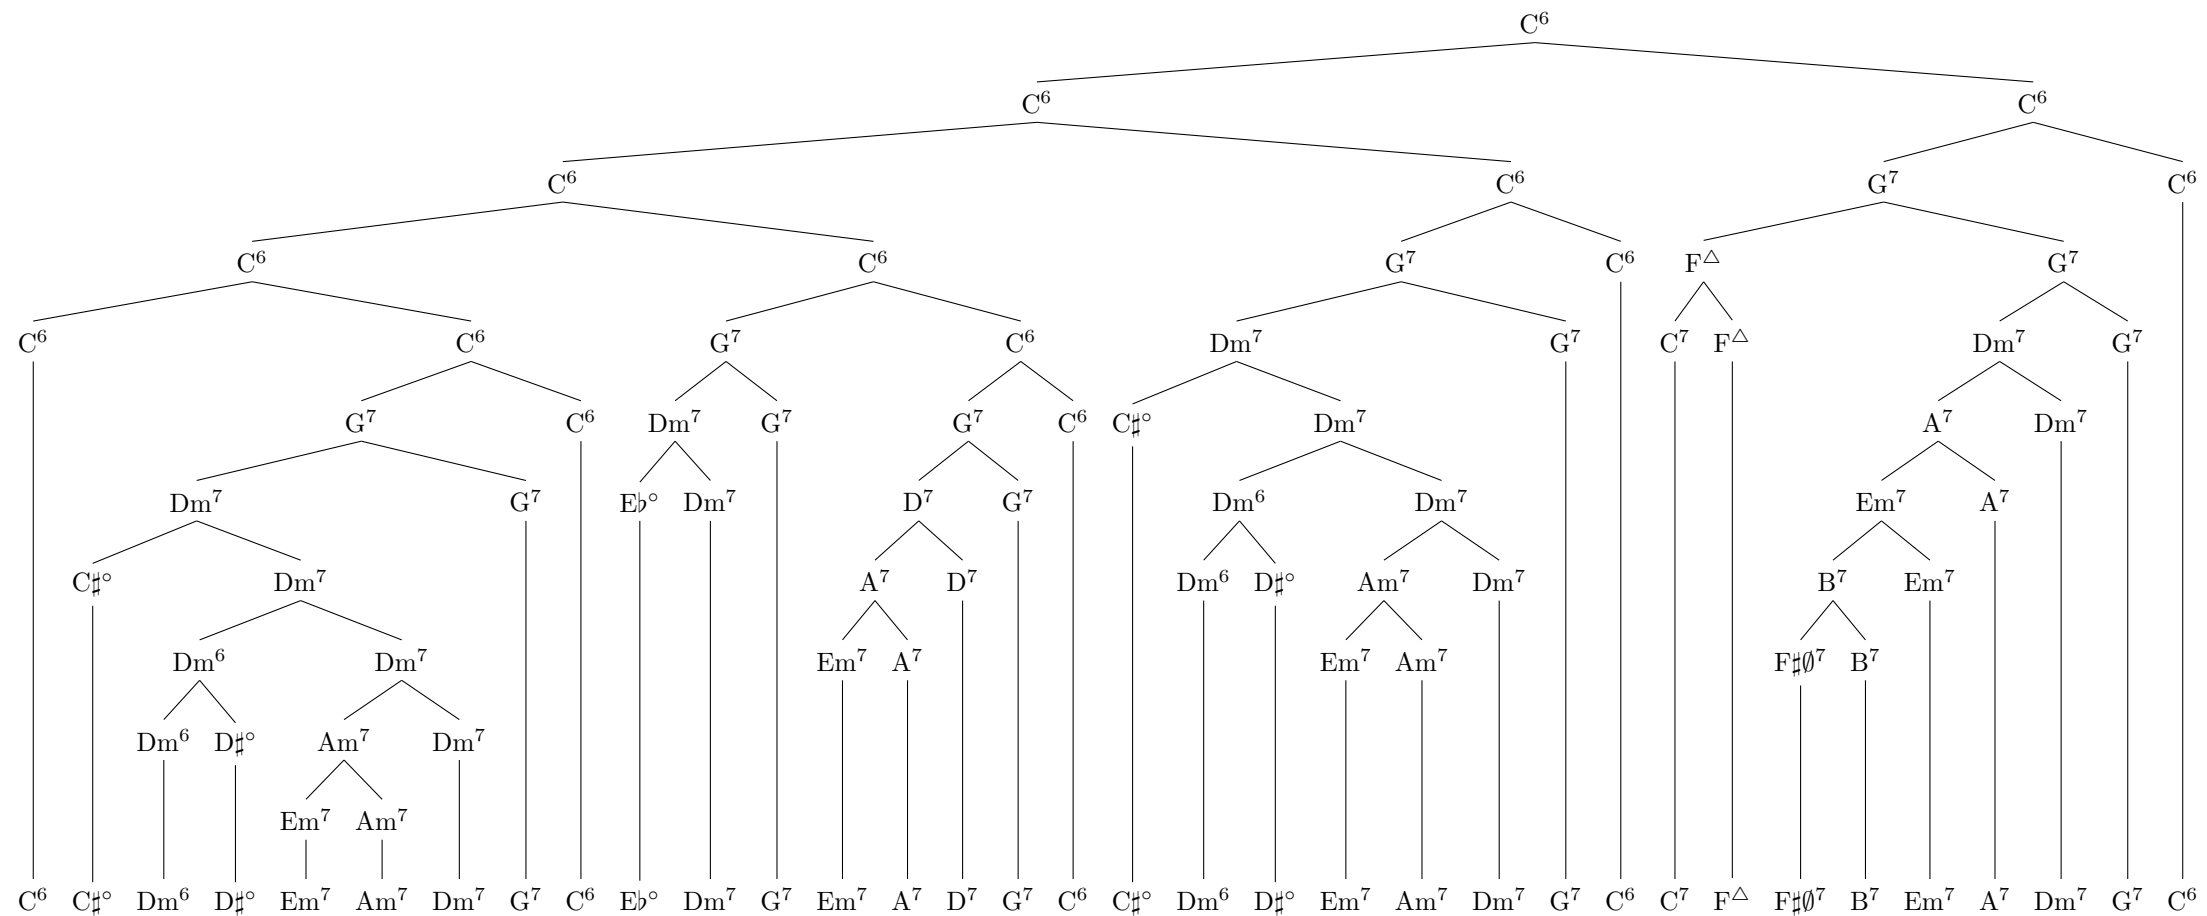 C⁶
C⁶ C⁶
C⁶ C⁶ G⁷ C⁶
C⁶ C⁶ G⁷ C⁶ F△ G⁷
C⁶ C⁶ G⁷ C⁶ Dm⁷ G⁷ C⁷ F△ Dm⁷ G⁷
G⁷ C⁶ Dm⁷ G⁷ G⁷ C⁶ C♯° Dm⁷ A⁷ Dm⁷
Dm⁷ G⁷ E♭° Dm⁷ D⁷ G⁷ Dm⁶ Dm⁷ Em⁷ A⁷
C♯° Dm⁷ A⁷ D⁷ Dm⁶ D♯° Am⁷ Dm⁷ B⁷ Em⁷
Dm⁶ Dm⁷ Em⁷ A⁷ Em⁷ Am⁷ F♯∅⁷ B⁷
Dm⁶ D♯° Am⁷ Dm⁷
Em⁷ Am⁷
C⁶ C♯° Dm⁶ D♯° Em⁷ Am⁷ Dm⁷ G⁷ C⁶ E♭° Dm⁷ G⁷ Em⁷ A⁷ D⁷ G⁷ C⁶ C♯° Dm⁶ D♯° Em⁷ Am⁷ Dm⁷ G⁷ C⁶ C⁷ F△ F♯∅⁷ B⁷ Em⁷ A⁷ Dm⁷ G⁷ C⁶